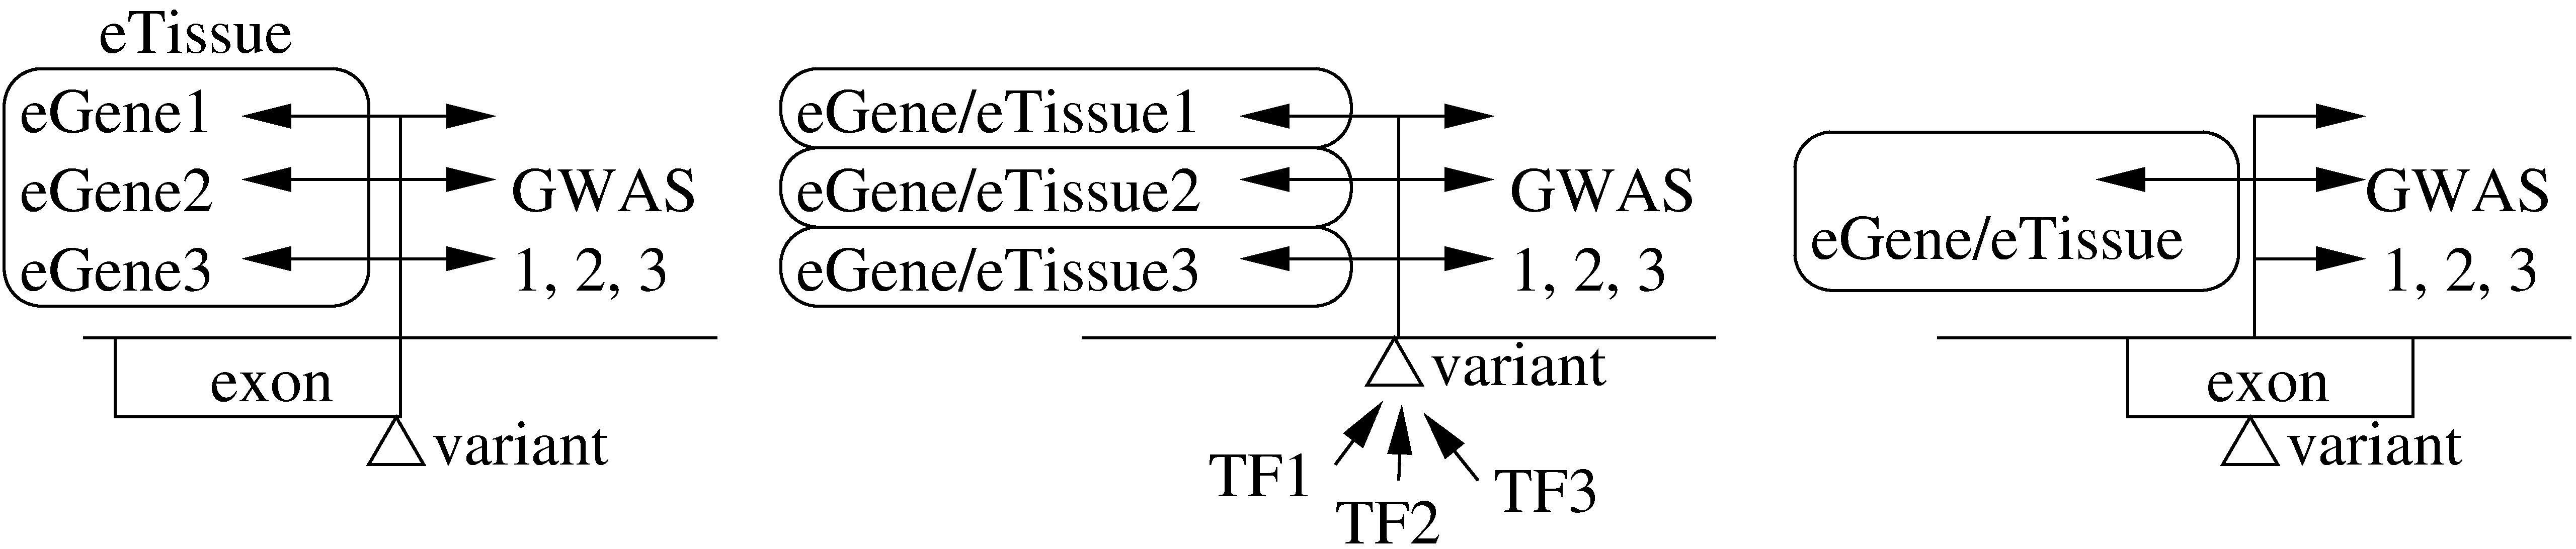 eTissue
eGene1
eGene2
eGene3
GWAS
1, 2, 3
exon
variant
eGene/eTissue1
eGene/eTissue2
eGene/eTissue3
GWAS
1, 2, 3
variant
TF1
TF2
TF3
eGene/eTissue
GWAS
1, 2, 3
exon
variant